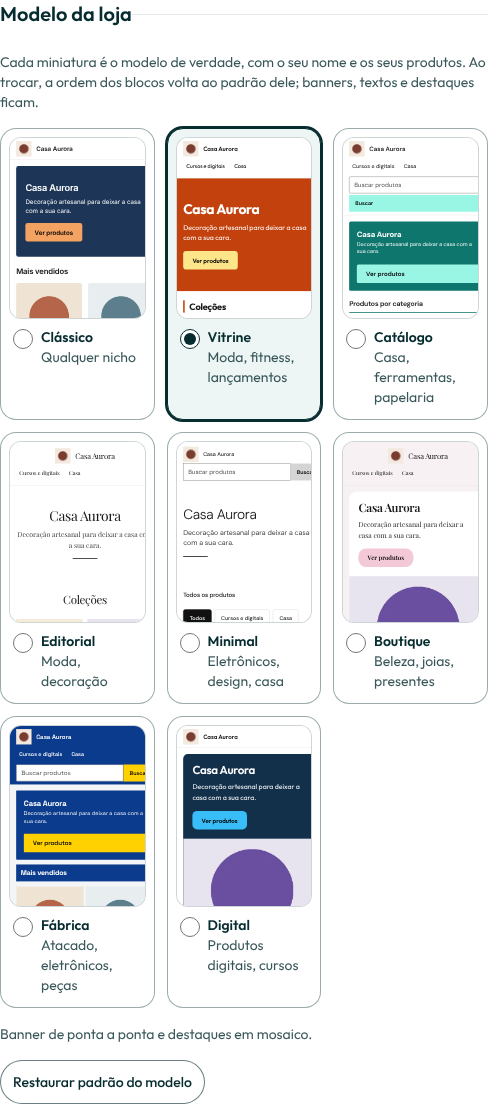 Modelo da loja
Cada miniatura é o modelo de verdade, com o seu nome e os seus produtos. Ao
trocar, a ordem dos blocos volta ao padrão dele; banners, textos e destaques
ficam.
Casa Aurora
Casa Aurora
Decoração artesanal para deixar a casa
com a sua cara.
Ver produtos
Mais vendidos
Clássico
Qualquer nicho
Casa Aurora
Cursos e digitais Casa
Casa Aurora
Decoração artesanal para deixar a casa
com a sua cara.
Ver produtos
Coleções
Vitrine
Moda, fitness,
lançamentos
Casa Aurora
Cursos e digitais Casa
Buscar produtos
Buscar
Casa Aurora
Decoração artesanal para deixar a casa com a
sua cara.
Ver produtos
Produtos por categoria
Catálogo
Casa,
ferramentas,
papelaria
Casa Aurora
Cursos e digitais Casa
Casa Aurora
Decoração artesanal para deixar a casa co
a sua cara.
Coleções
Editorial
Moda,
decoração
Casa Aurora
Buscar produtos Busca
Casa Aurora
Decoração artesanal para deixar a casa
com a sua cara.
Todos os produtos
Todos Cursos e digitais Casa
Minimal
Eletrônicos,
design, casa
Casa Aurora
Cursos e digitais Casa
Casa Aurora
Decoração artesanal para deixar a
casa com a sua cara.
Ver produtos
Boutique
Beleza, joias,
presentes
Casa Aurora
Cursos e digitais Casa
Buscar produtos Busca
Casa Aurora
Decoração artesanal para deixar a casa com a
sua cara.
Ver produtos
Mais vendidos
Fábrica
Atacado,
eletrônicos,
peças
Casa Aurora
Casa Aurora
Decoração artesanal para deixar a
casa com a sua cara.
Ver produtos
Digital
Produtos
digitais, cursos
Banner de ponta a ponta e destaques em mosaico.
Restaurar padrão do modelo